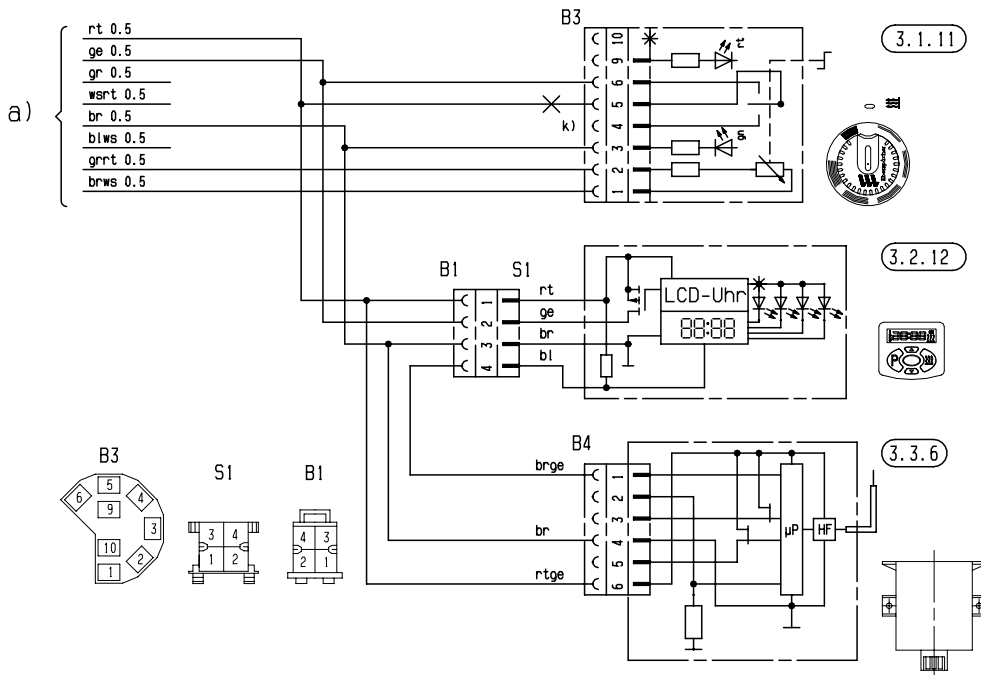 a)
rt 0.5
ge 0.5
gr 0.5
wsrt 0.5
br 0.5
blws 0.5
grrt 0.5
brws 0.5
B3
10
9
6
5
4
3
2
1
k)
rt
gn
3.1.11
B1
S1
1
2
3
4
rt
ge
br
bl
LCD-Uhr
88:88
3.2.12
88:88
P
B4
brge
br
rtge
1
2
3
4
5
6
µP
HF
3.3.6
B3
6
5
4
9
3
10
2
1
S1
3 4
1 2
B1
4 3
2 1